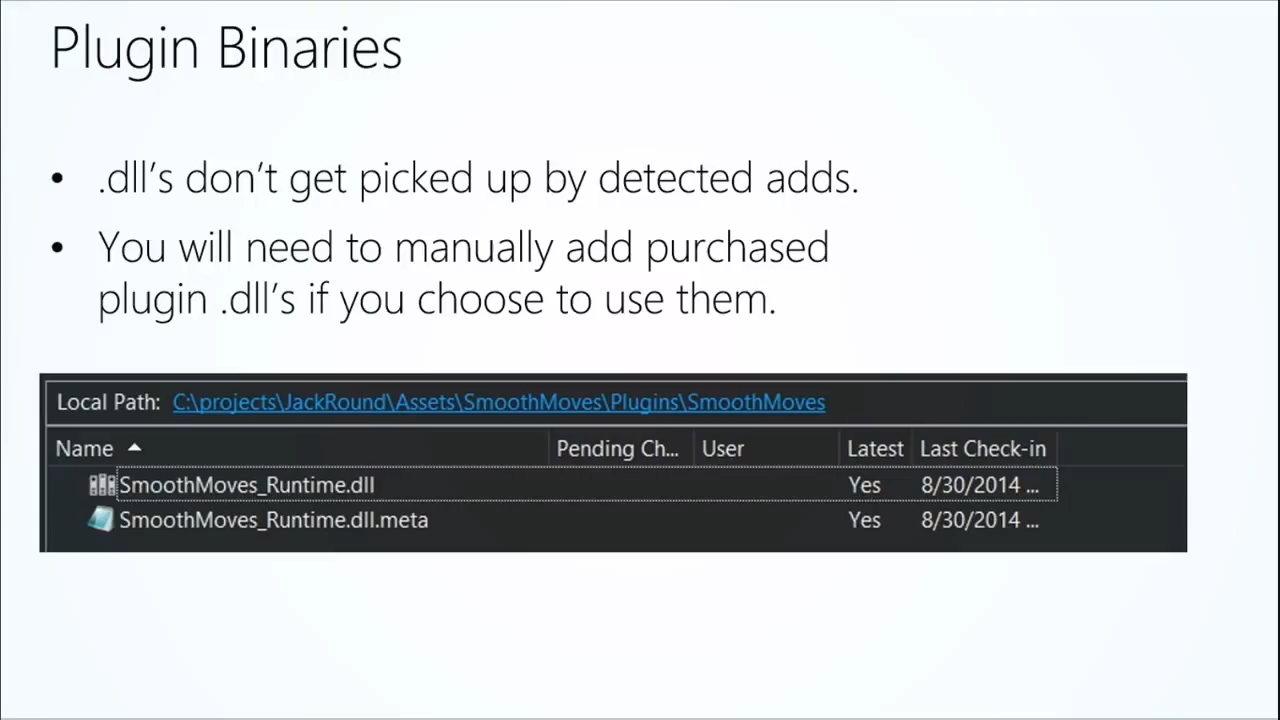 Plugin Binaries
• .dll’s don’t get picked up by detected adds.
• You will need to manually add purchased
plugin .dll’s if you choose to use them.
Local Path: C:\projects\JackRound\Assets\SmoothMoves\Plugins\SmoothMoves
Name Pending Ch... User Latest Last Check-in
SmoothMoves_Runtime.dll Yes 8/30/2014 ...
SmoothMoves_Runtime.dll.meta Yes 8/30/2014 ...